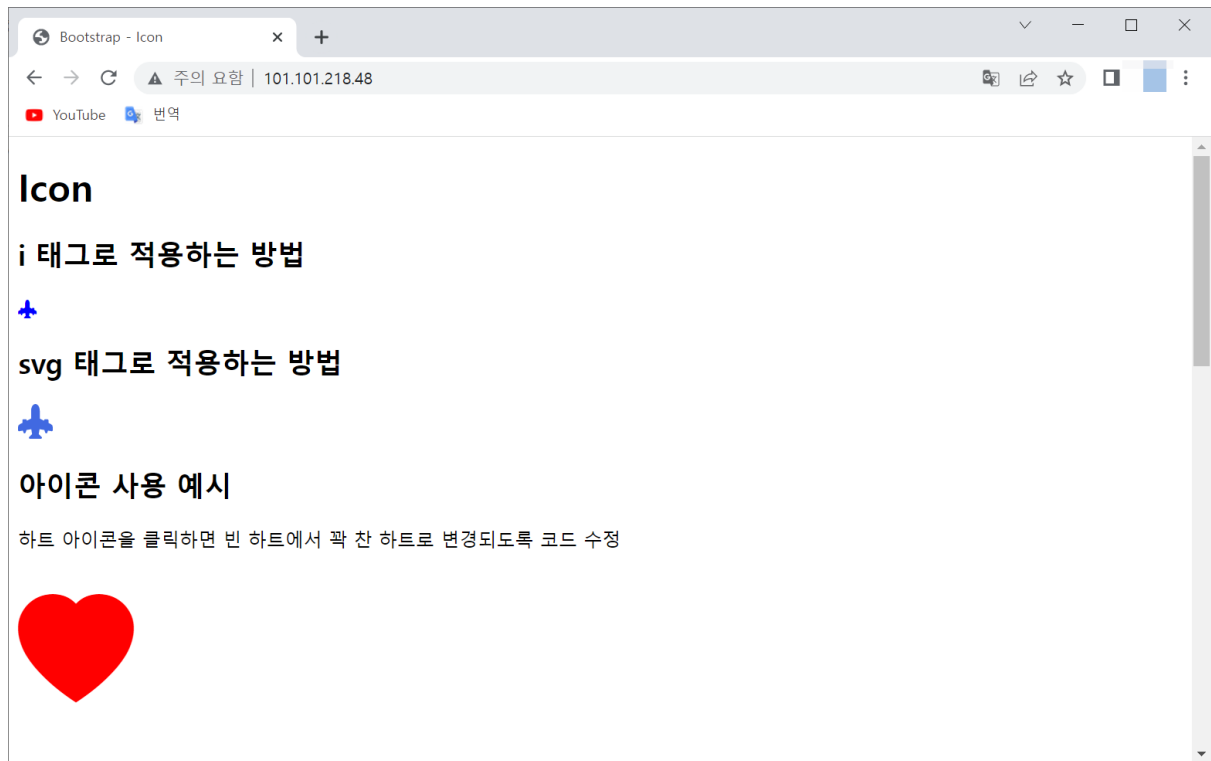 Bootstrap - Icon
주의 요함 | 101.101.218.48
YouTube 번역
Icon
i 태그로 적용하는 방법
svg 태그로 적용하는 방법
아이콘 사용 예시
하트 아이콘을 클릭하면 빈 하트에서 꽉 찬 하트로 변경되도록 코드 수정